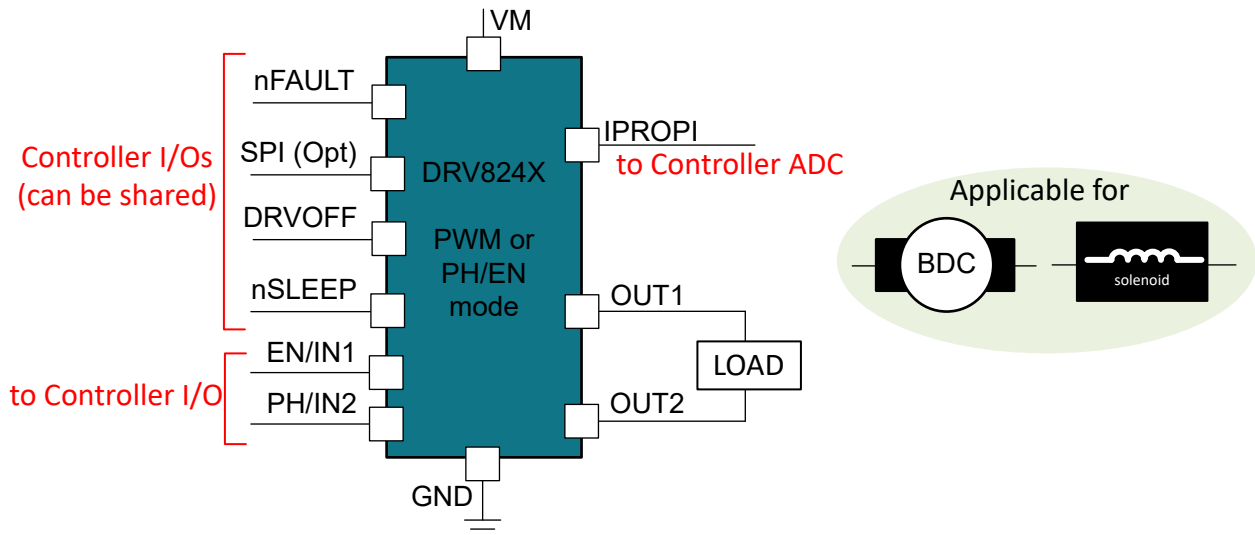 VM
nFAULT
SPI (Opt)
DRVOFF
nSLEEP
EN/IN1
PH/IN2
Controller I/Os
(can be shared)
to Controller I/O
DRV824X
PWM or
PH/EN
mode
IPROPI
to Controller ADC
OUT1
LOAD
OUT2
GND
Applicable for
BDC
solenoid